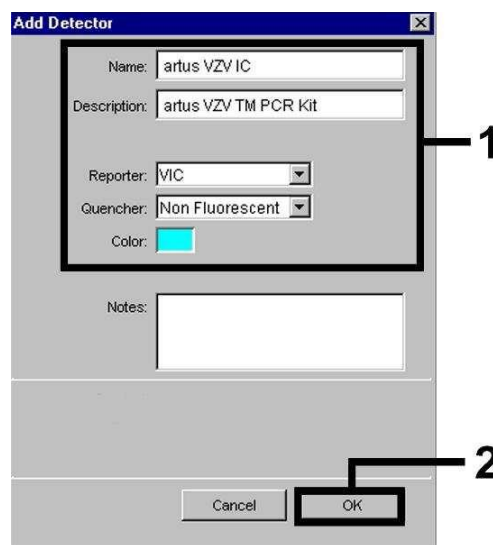 Add Detector
Name: artus VZV IC
Description: artus VZV TM PCR Kit
1
Reporter: VIC
Quencher: Non Fluorescent
Color:
Notes:
2
Cancel OK